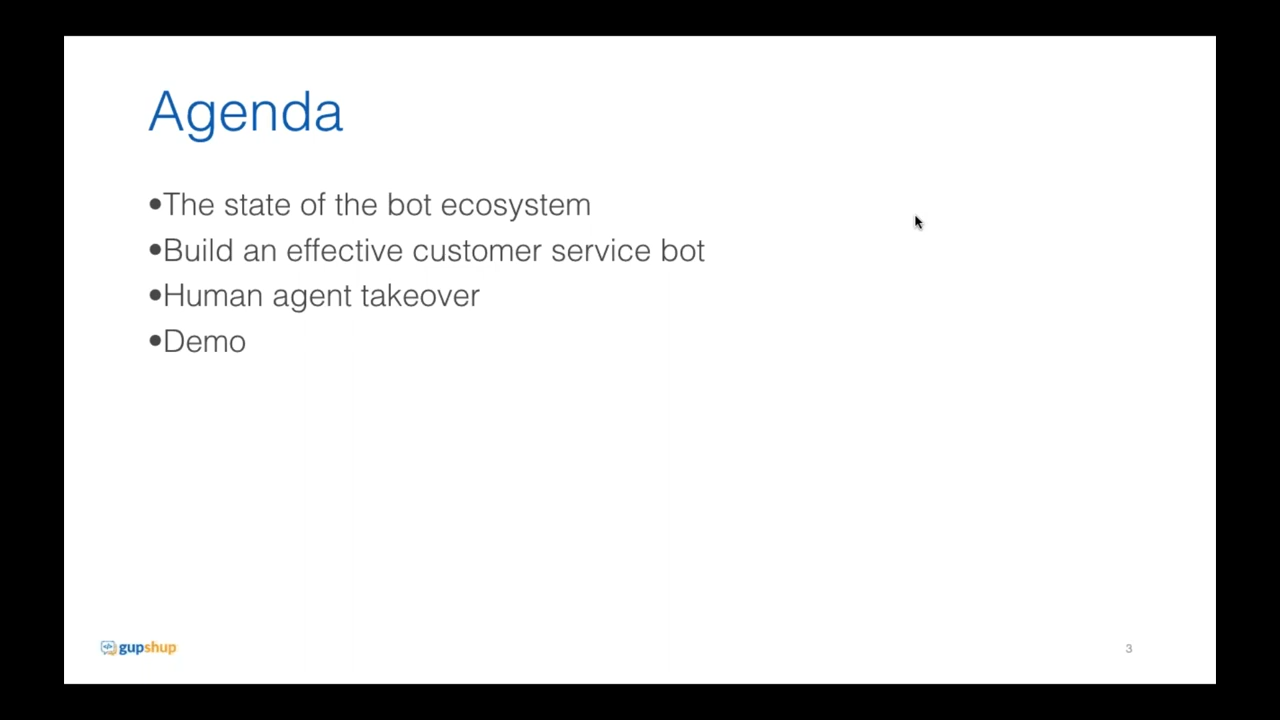 Agenda
•The state of the bot ecosystem
•Build an effective customer service bot
•Human agent takeover
•Demo
gupshup
3